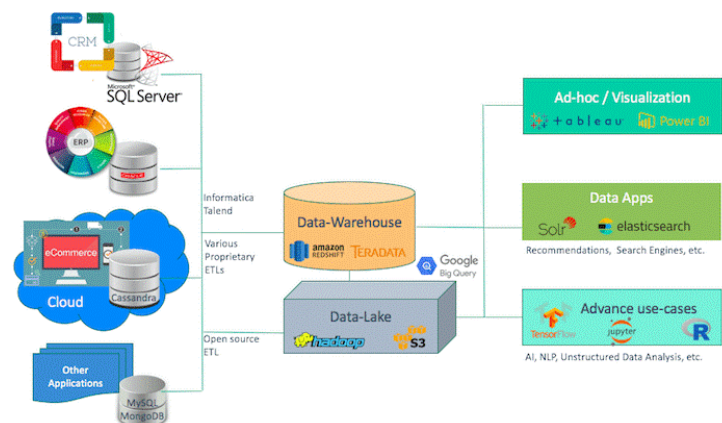 CRM
Microsoft
SQL Server
ERP
ORACLE
eCommerce
Cloud
Cassandra
Other
Applications
MySQL
MongoDB
Informatica
Talend
Various
Proprietary
ETLs
Open source
ETL
Data-Warehouse
amazon
REDSHIFT
TERADATA
Google
Big Query
Data-Lake
hadoop
S3
Ad-hoc / Visualization
+ a b l e a u
Power BI
Data Apps
Solr
elasticsearch
Recommendations, Search Engines, etc.
Advance use-cases
TensorFlow
jupyter
R
AI, NLP, Unstructured Data Analysis, etc.